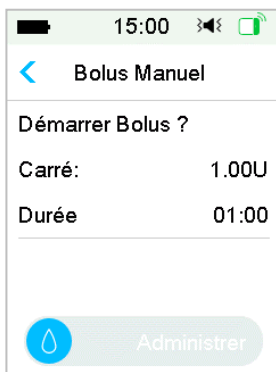 15:00
Bolus Manuel
Démarrer Bolus ?
Carré: 1.00U
Durée 01:00
Administrer